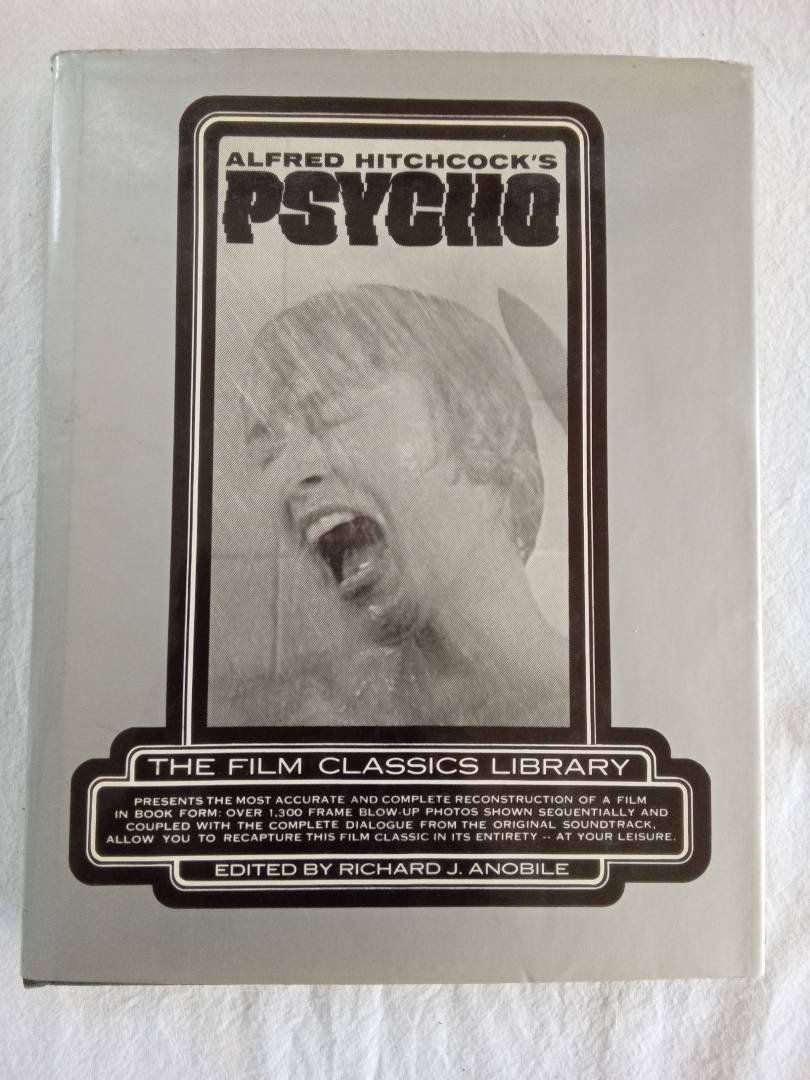 ALFRED HITCHCOCK'S
PSYCHO
THE FILM CLASSICS LIBRARY
PRESENTS THE MOST ACCURATE AND COMPLETE RECONSTRUCTION OF A FILM
IN BOOK FORM: OVER 1,300 FRAME BLOW-UP PHOTOS SHOWN SEQUENTIALLY AND
COUPLED WITH THE COMPLETE DIALOGUE FROM THE ORIGINAL SOUNDTRACK,
ALLOW YOU TO RECAPTURE THIS FILM CLASSIC IN ITS ENTIRETY -- AT YOUR LEISURE.
EDITED BY RICHARD J. ANOBILE